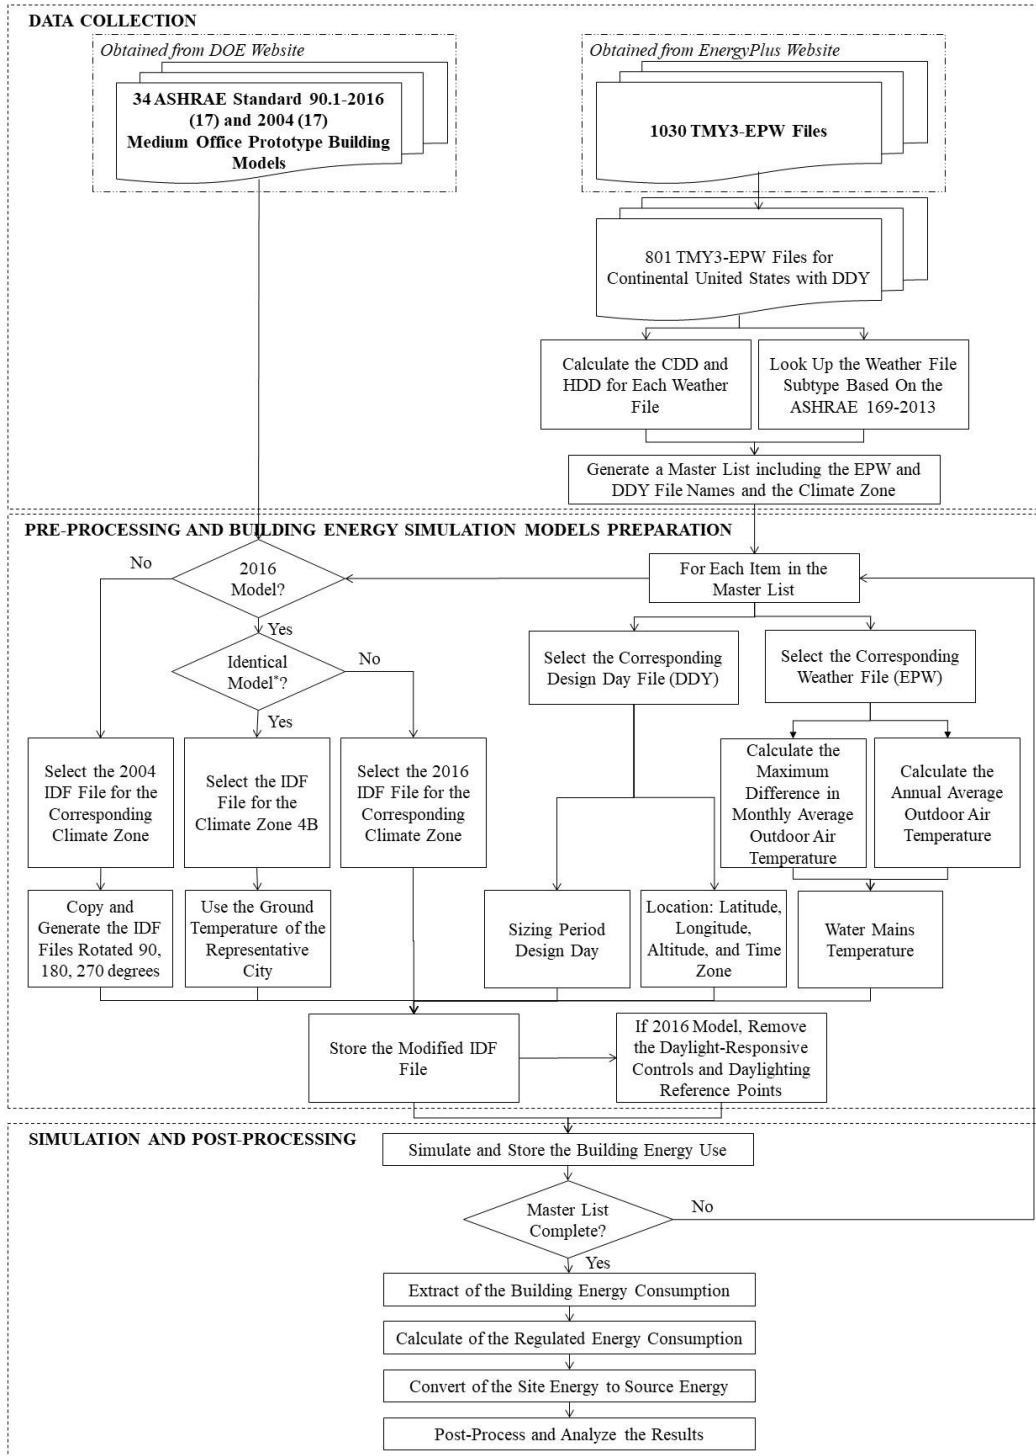 DATA COLLECTION
Obtained from DOE Website
34 ASHRAE Standard 90.1-2016
(17) and 2004 (17)
Medium Office Prototype Building
Models
Obtained from EnergyPlus Website
1030 TMY3-EPW Files
801 TMY3-EPW Files for
Continental United States with DDY
Calculate the CDD and
HDD for Each Weather
File
Look Up the Weather File
Subtype Based On the
ASHRAE 169-2013
Generate a Master List including the EPW and
DDY File Names and the Climate Zone
PRE-PROCESSING AND BUILDING ENERGY SIMULATION MODELS PREPARATION
No
2016
Model?
For Each Item in the
Master List
Yes
Identical
Model*?
No
Select the Corresponding
Design Day File (DDY)
Select the Corresponding
Weather File (EPW)
Yes
Select the 2004
IDF File for the
Corresponding
Climate Zone
Select the IDF
File for the
Climate Zone 4B
Select the 2016
IDF File for the
Corresponding
Climate Zone
Calculate the
Maximum
Difference in
Monthly Average
Outdoor Air
Temperature
Calculate the
Annual Average
Outdoor Air
Temperature
Copy and
Generate the IDF
Files Rotated 90,
180, 270 degrees
Use the Ground
Temperature of the
Representative
City
Sizing Period
Design Day
Location: Latitude,
Longitude,
Altitude, and Time
Zone
Water Mains
Temperature
Store the Modified IDF
File
If 2016 Model, Remove
the Daylight-Responsive
Controls and Daylighting
Reference Points
SIMULATION AND POST-PROCESSING
Simulate and Store the Building Energy Use
Master List
Complete?
No
Yes
Extract of the Building Energy Consumption
Calculate of the Regulated Energy Consumption
Convert of the Site Energy to Source Energy
Post-Process and Analyze the Results